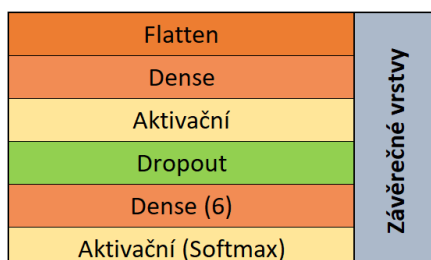 Flatten
Dense
Aktivační
Dropout
Dense (6)
Aktivační (Softmax)
Závěrečné vrstvy